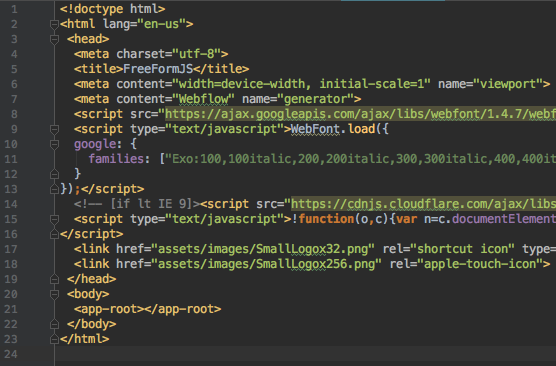 1 <!doctype html>
2 <html lang="en-us">
3 <head>
4 <meta charset="utf-8">
5 <title>FreeFormJS</title>
6 <meta content="width=device-width, initial-scale=1" name="viewport">
7 <meta content="Webflow" name="generator">
8 <script src="https://ajax.googleapis.com/ajax/libs/webfont/1.4.7/webf
9 <script type="text/javascript">WebFont.load({
10 google: {
11 families: ["Exo:100,100italic,200,200italic,300,300italic,400,400it
12 }
13 });</script>
14 <!-- [if lt IE 9]><script src="https://cdnjs.cloudflare.com/ajax/libs
15 <script type="text/javascript">!function(o,c){var n=c.documentElement
16 </script>
17 <link href="assets/images/SmallLogox32.png" rel="shortcut icon" type=
18 <link href="assets/images/SmallLogox256.png" rel="apple-touch-icon">
19 </head>
20 <body>
21 <app-root></app-root>
22 </body>
23 </html>
24